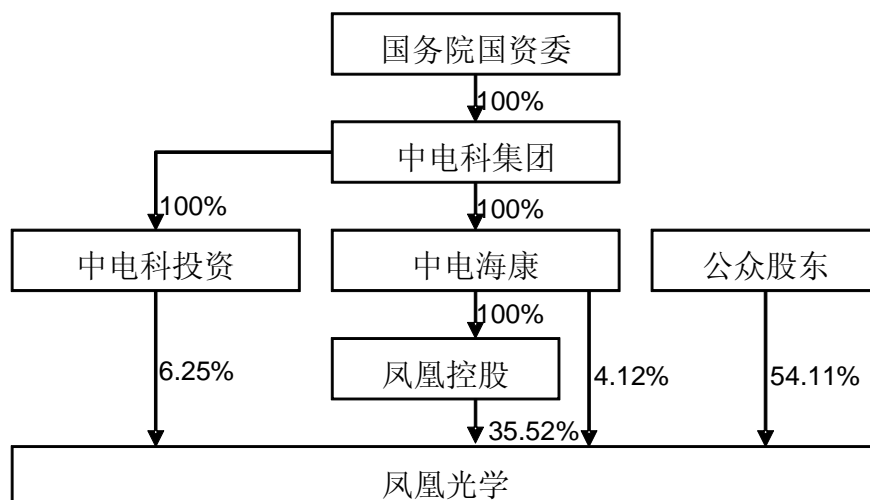 国务院国资委
100%
中电科集团
100%
100%
中电科投资
中电海康
公众股东
100%
6.25%
凤凰控股
4.12%
54.11%
35.52%
凤凰光学